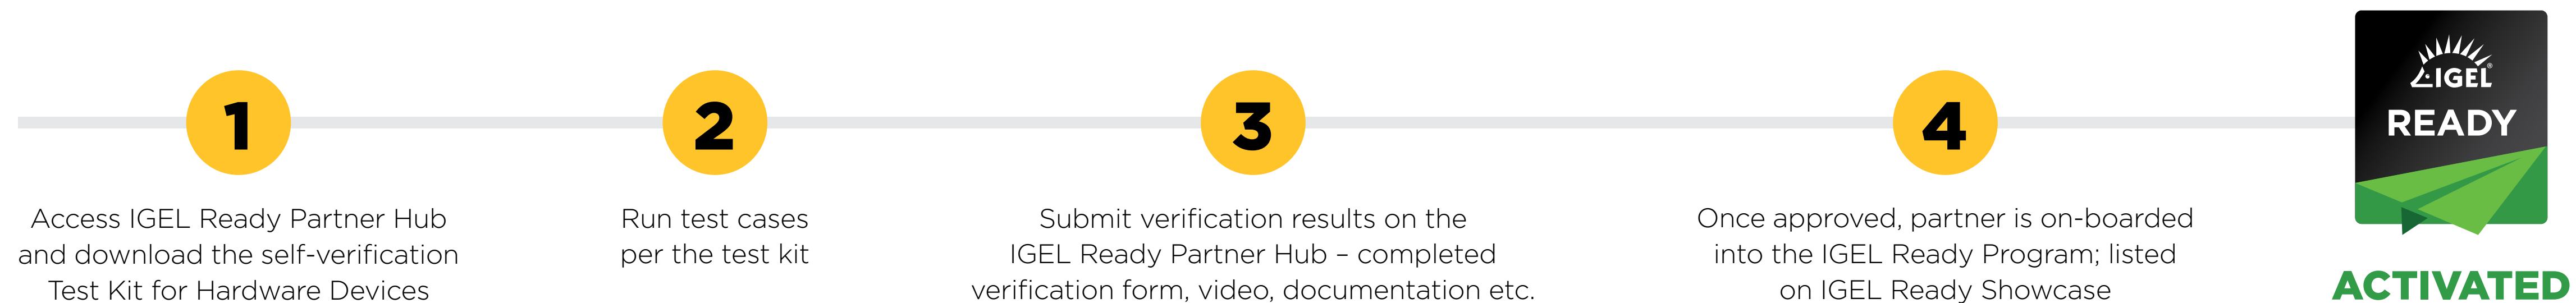 1
Access IGEL Ready Partner Hub
and download the self-verification
Test Kit for Hardware Devices
2
Run test cases
per the test kit
3
Submit verification results on the
IGEL Ready Partner Hub – completed
verification form, video, documentation etc.
4
Once approved, partner is on-boarded
into the IGEL Ready Program; listed
on IGEL Ready Showcase
IGEL®
READY
ACTIVATED